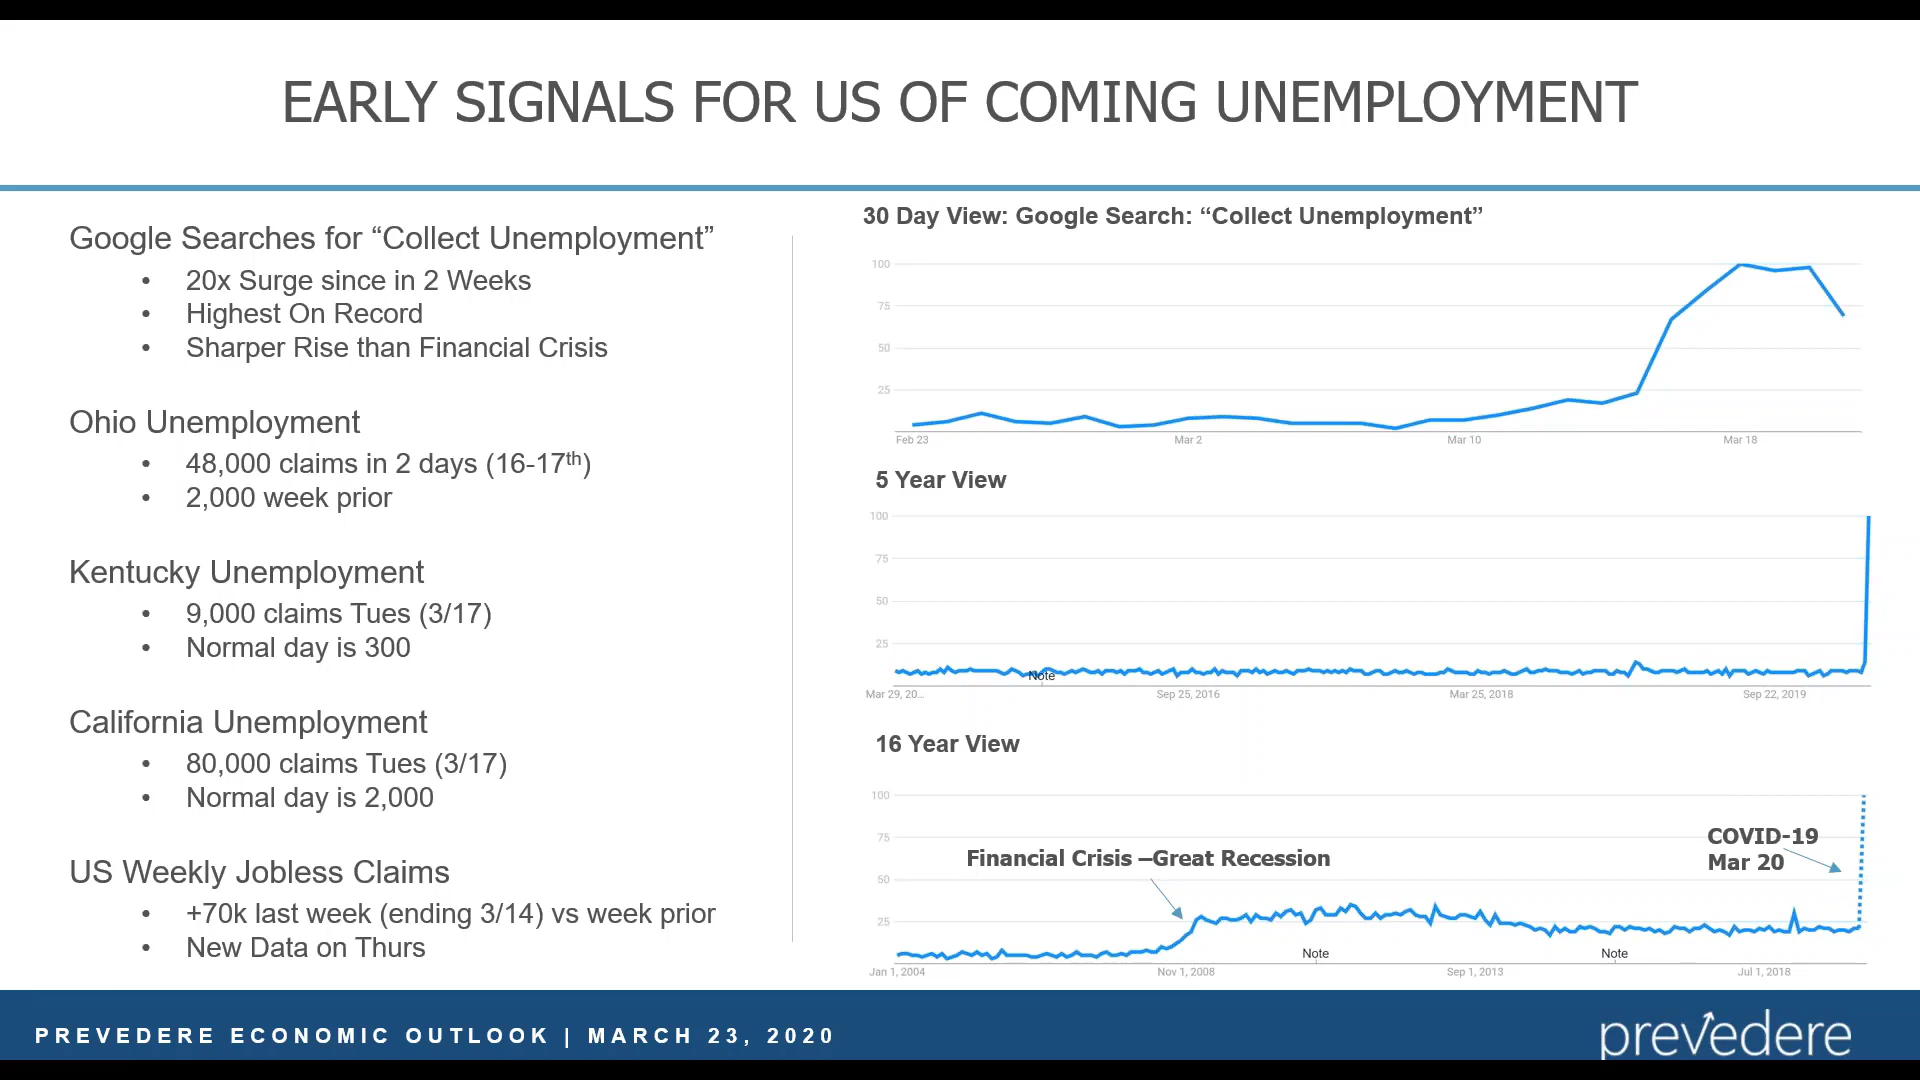 EARLY SIGNALS FOR US OF COMING UNEMPLOYMENT
Google Searches for “Collect Unemployment”
• 20x Surge since in 2 Weeks
• Highest On Record
• Sharper Rise than Financial Crisis
Ohio Unemployment
• 48,000 claims in 2 days (16-17th)
• 2,000 week prior
Kentucky Unemployment
• 9,000 claims Tues (3/17)
• Normal day is 300
California Unemployment
• 80,000 claims Tues (3/17)
• Normal day is 2,000
US Weekly Jobless Claims
• +70k last week (ending 3/14) vs week prior
• New Data on Thurs
30 Day View: Google Search: “Collect Unemployment”
100
75
50
25
Feb 23 Mar 2 Mar 10 Mar 18
5 Year View
100
75
50
25
Note
Mar 29, 20... Sep 25, 2016 Mar 25, 2018 Sep 22, 2019
16 Year View
100
75
50
25
Financial Crisis –Great Recession
COVID-19
Mar 20
Note Note
Jan 1, 2004 Nov 1, 2008 Sep 1, 2013 Jul 1, 2018
PREVEDERE ECONOMIC OUTLOOK | MARCH 23, 2020
prevedere